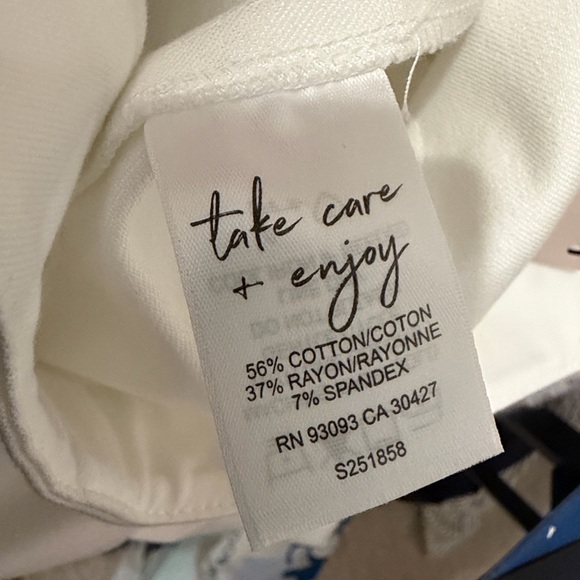 take care
+ enjoy
56% COTTON/COTON
37% RAYON/RAYONNE
7% SPANDEX
RN 93093 CA 30427
S251858